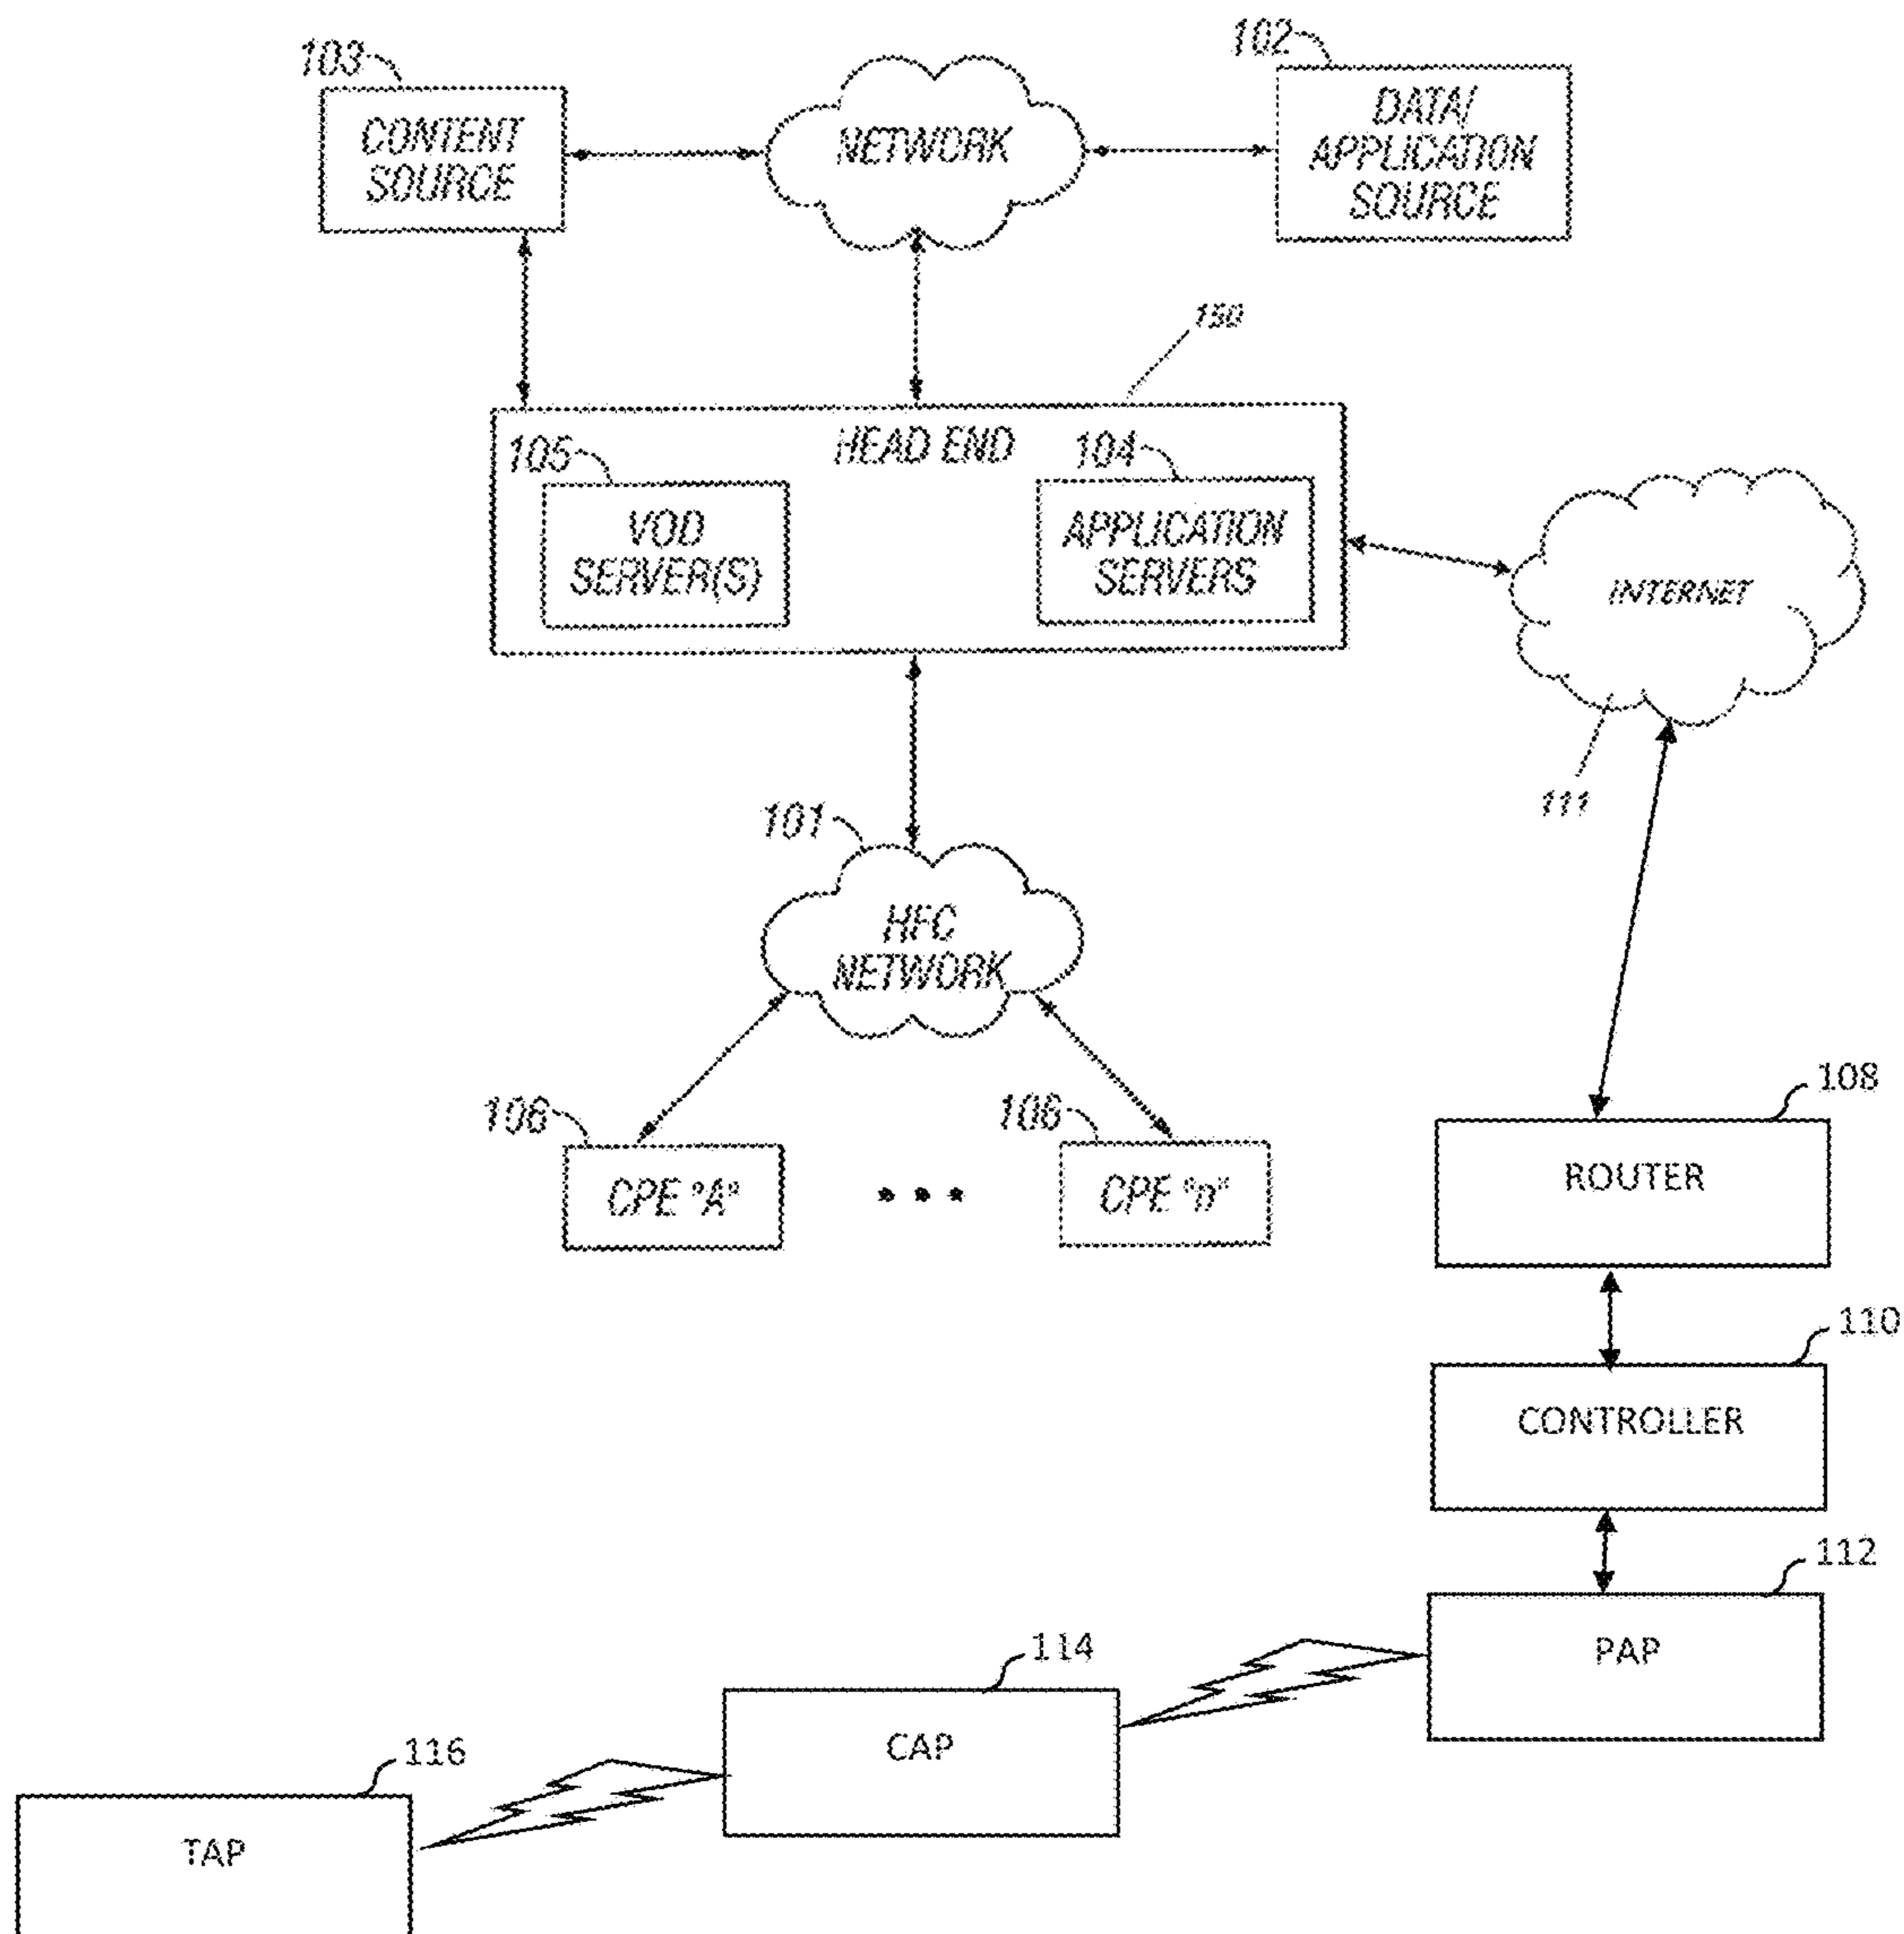 103
102
CONTENT
SOURCE
NETWORK
DATA/
APPLICATION
SOURCE
150
HEAD END
105
104
VOD
SERVER(S)
APPLICATION
SERVERS
INTERNET
111
101
HFC
NETWORK
106
106
CPE "A"
• • •
CPE "n"
108
ROUTER
110
CONTROLLER
112
PAP
114
CAP
116
TAP